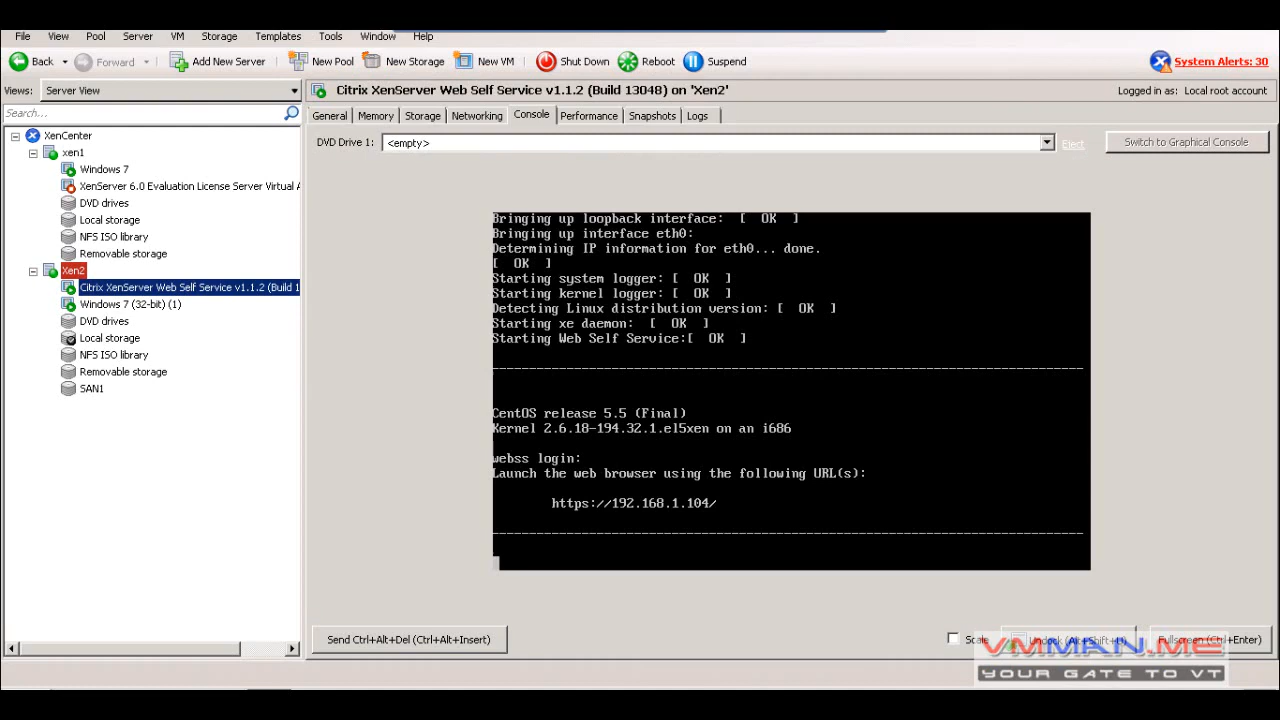 File View Pool Server VM Storage Templates Tools Window Help
Back Forward Add New Server New Pool New Storage New VM Shut Down Reboot Suspend System Alerts: 30
Views: Server View
Citrix XenServer Web Self Service v1.1.2 (Build 13048) on 'Xen2'
Logged in as: Local root account
Search...
General Memory Storage Networking Console Performance Snapshots Logs
DVD Drive 1: <empty> Eject Switch to Graphical Console
XenCenter
xen1
Windows 7
XenServer 6.0 Evaluation License Server Virtual A
DVD drives
Local storage
NFS ISO library
Removable storage
Xen2
Citrix XenServer Web Self Service v1.1.2 (Build 1
Windows 7 (32-bit) (1)
DVD drives
Local storage
NFS ISO library
Removable storage
SAN1
Bringing up loopback interface: [ OK ]
Bringing up interface eth0:
Determining IP information for eth0... done.
[ OK ]
Starting system logger: [ OK ]
Starting kernel logger: [ OK ]
Detecting Linux distribution version: [ OK ]
Starting xe daemon: [ OK ]
Starting Web Self Service:[ OK ]
CentOS release 5.5 (Final)
Kernel 2.6.18-194.32.1.el5xen on an i686
webss login:
Launch the web browser using the following URL(s):
https://192.168.1.104/
Send Ctrl+Alt+Del (Ctrl+Alt+Insert)
Scale Undock (Alt+Shift+U) Fullscreen (Ctrl+Enter)
VMMAN.ME
YOUR GATE TO VT